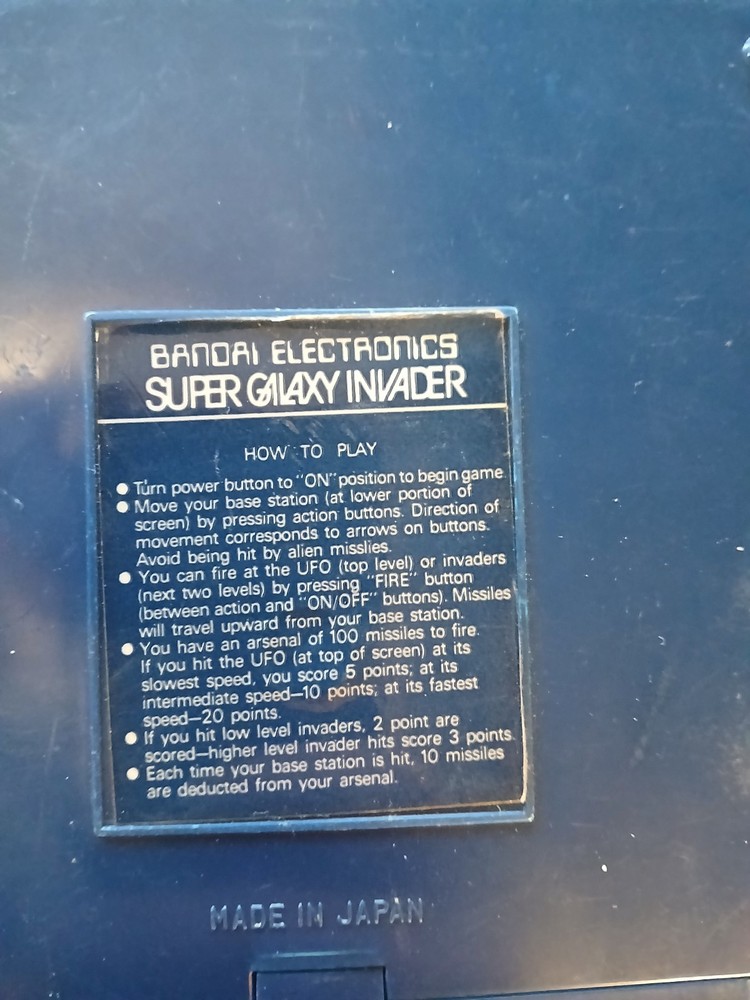 BANDAI ELECTRONICS
SUPER GALAXY INVADER
HOW TO PLAY
● Turn power button to "ON" position to begin game
● Move your base station (at lower portion of
screen) by pressing action buttons. Direction of
movement corresponds to arrows on buttons.
Avoid being hit by alien misslies.
● You can fire at the UFO (top level) or invaders
(next two levels) by pressing "FIRE" button
(between action and "ON/OFF" buttons). Missiles
will travel upward from your base station.
● You have an arsenal of 100 missiles to fire.
If you hit the UFO (at top of screen) at its
slowest speed, you score 5 points; at its
intermediate speed—10 points; at its fastest
speed—20 points.
● If you hit low level invaders, 2 point are
scored—higher level invader hits score 3 points.
● Each time your base station is hit, 10 missiles
are deducted from your arsenal.
MADE IN JAPAN